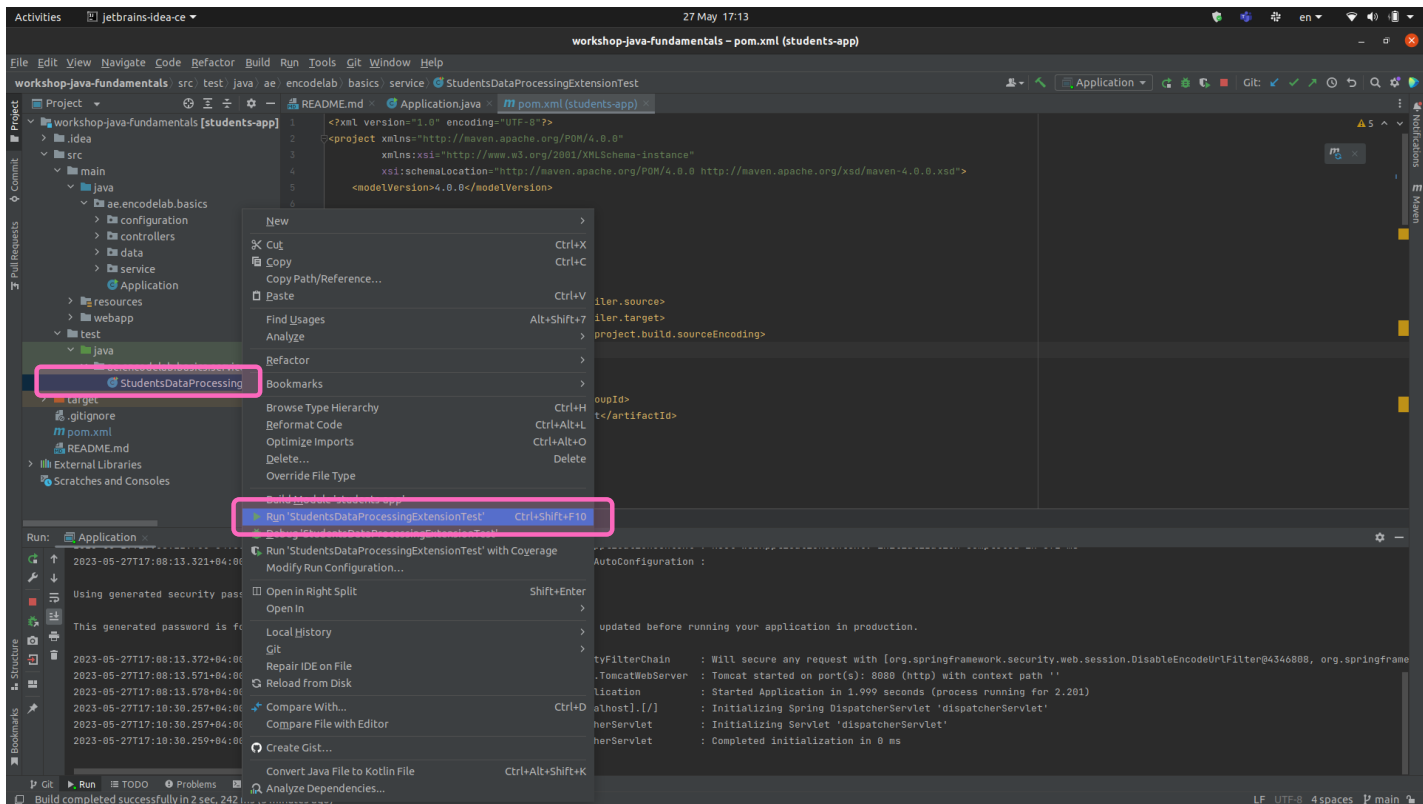 Activities jetbrains-idea-ce 27 May 17:13 en
workshop-java-fundamentals – pom.xml (students-app)
File Edit View Navigate Code Refactor Build Run Tools Git Window Help
workshop-java-fundamentals src test java ae encodelab basics service StudentsDataProcessingExtensionTest Application Git:
Project README.md Application.java pom.xml (students-app)
workshop-java-fundamentals [students-app] 1 <?xml version="1.0" encoding="UTF-8"?> 5
.idea 2 <project xmlns="http://maven.apache.org/POM/4.0.0"
src 3 xmlns:xsi="http://www.w3.org/2001/XMLSchema-instance"
main 4 xsi:schemaLocation="http://maven.apache.org/POM/4.0.0 http://maven.apache.org/xsd/maven-4.0.0.xsd">
java 5 <modelVersion>4.0.0</modelVersion>
ae.encodelab.basics 6
configuration
controllers
data
service
Application
resources
webapp
test
java
StudentsDataProcessing
target
.gitignore
pom.xml
README.md
External Libraries
Scratches and Consoles
New
Cut Ctrl+X
Copy Ctrl+C
Copy Path/Reference...
Paste Ctrl+V
Find Usages Alt+Shift+7
Analyze
Refactor
Bookmarks
Browse Type Hierarchy Ctrl+H
Reformat Code Ctrl+Alt+L
Optimize Imports Ctrl+Alt+O
Delete... Delete
Override File Type
Build Module 'students-app'
Run 'StudentsDataProcessingExtensionTest' Ctrl+Shift+F10
Debug 'StudentsDataProcessingExtensionTest'
Run 'StudentsDataProcessingExtensionTest' with Coverage
Modify Run Configuration...
Open in Right Split Shift+Enter
Open In
Local History
Git
Repair IDE on File
Reload from Disk
Compare With... Ctrl+D
Compare File with Editor
Create Gist...
Convert Java File to Kotlin File Ctrl+Alt+Shift+K
Analyze Dependencies...
iler.source>
iler.target>
project.build.sourceEncoding>
oupId>
t</artifactId>
Run: Application
2023-05-27T17:08:13.321+04:00 AutoConfiguration :
Using generated security pass
This generated password is fo updated before running your application in production.
2023-05-27T17:08:13.372+04:00 tyFilterChain : Will secure any request with [org.springframework.security.web.session.DisableEncodeUrlFilter@4346808, org.springframe
2023-05-27T17:08:13.571+04:00 .TomcatWebServer : Tomcat started on port(s): 8080 (http) with context path ''
2023-05-27T17:08:13.578+04:00 lication : Started Application in 1.999 seconds (process running for 2.201)
2023-05-27T17:10:30.257+04:00 alhost].[/] : Initializing Spring DispatcherServlet 'dispatcherServlet'
2023-05-27T17:10:30.257+04:00 herServlet : Initializing Servlet 'dispatcherServlet'
2023-05-27T17:10:30.259+04:00 herServlet : Completed initialization in 0 ms
Git Run TODO Problems
Build completed successfully in 2 sec, 242 LF UTF-8 4 spaces main
Project
Commit
Pull Requests
Structure
Bookmarks
Notifications
Maven